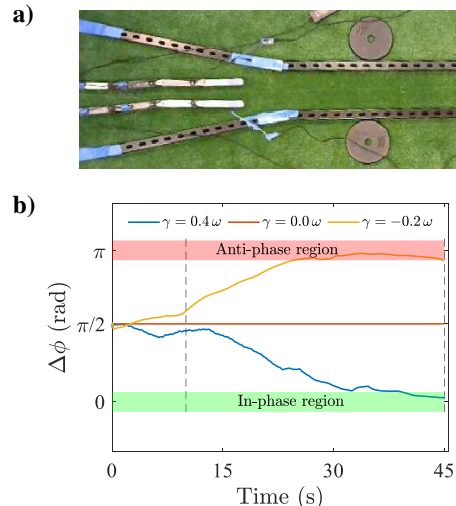 a)
b)
γ = 0.4 ω γ = 0.0 ω γ = −0.2 ω
π
Anti-phase region
π/2
Δϕ (rad)
In-phase region
0
0 15 30 45
Time (s)